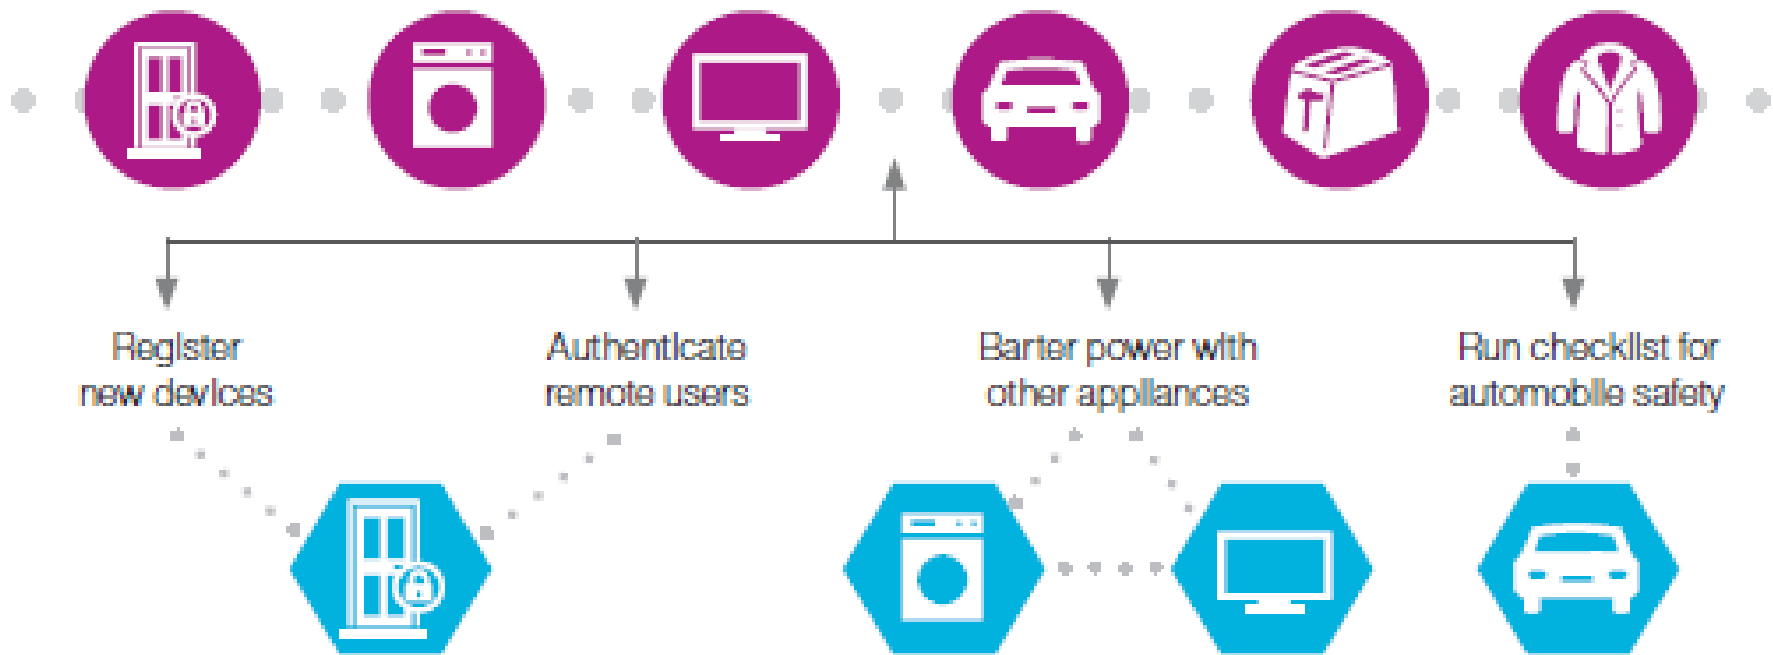 Register
new devices
Authenticate
remote users
Barter power with
other appliances
Run checklist for
automobile safety